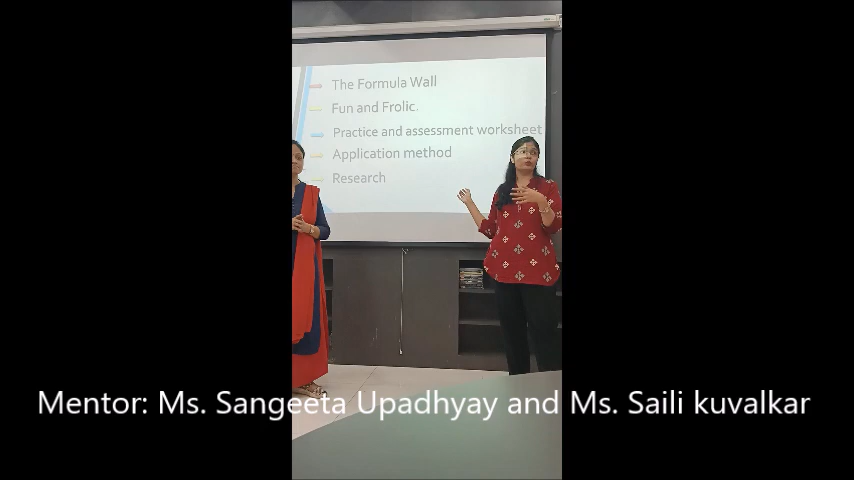 The Formula Wall
Fun and Frolic.
Practice and assessment worksheet
Application method
Research
Mentor: Ms. Sangeeta Upadhyay and Ms. Saili kuvalkar